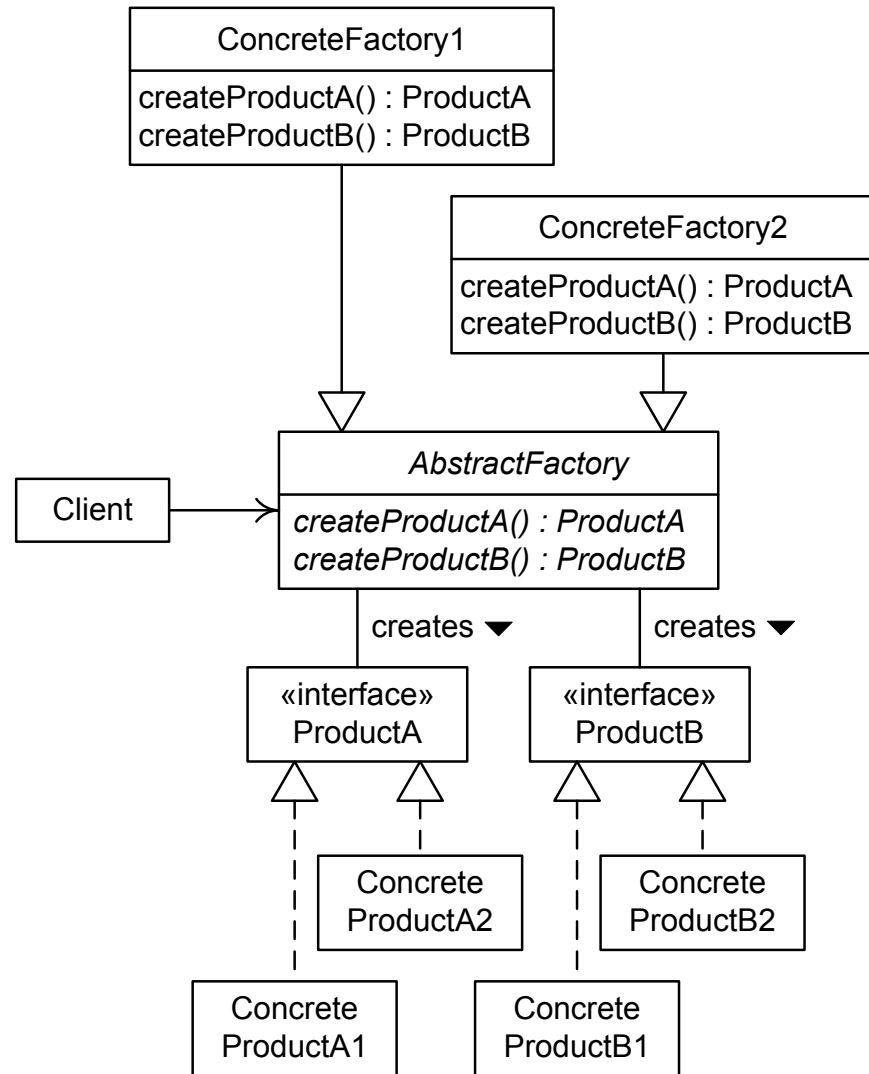 ConcreteFactory1
createProductA() : ProductA
createProductB() : ProductB
ConcreteFactory2
createProductA() : ProductA
createProductB() : ProductB
AbstractFactory
createProductA() : ProductA
createProductB() : ProductB
Client
creates
creates
«interface»
ProductA
«interface»
ProductB
Concrete
ProductA2
Concrete
ProductB2
Concrete
ProductA1
Concrete
ProductB1